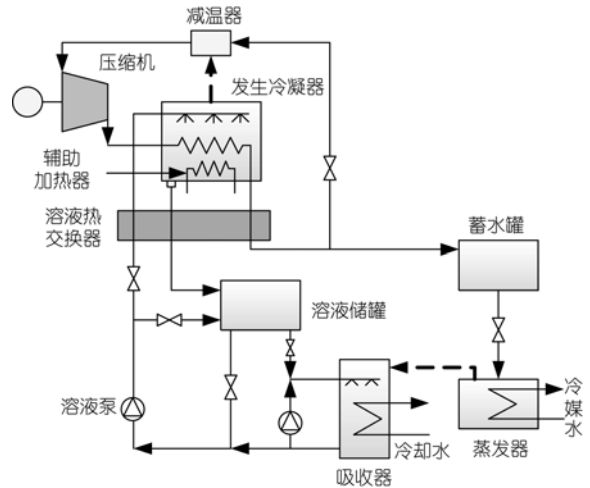 减温器
压缩机
发生冷凝器
辅助
加热器
溶液热
交换器
蓄水罐
溶液储罐
溶液泵
冷却水
吸收器
蒸发器
冷
媒
水